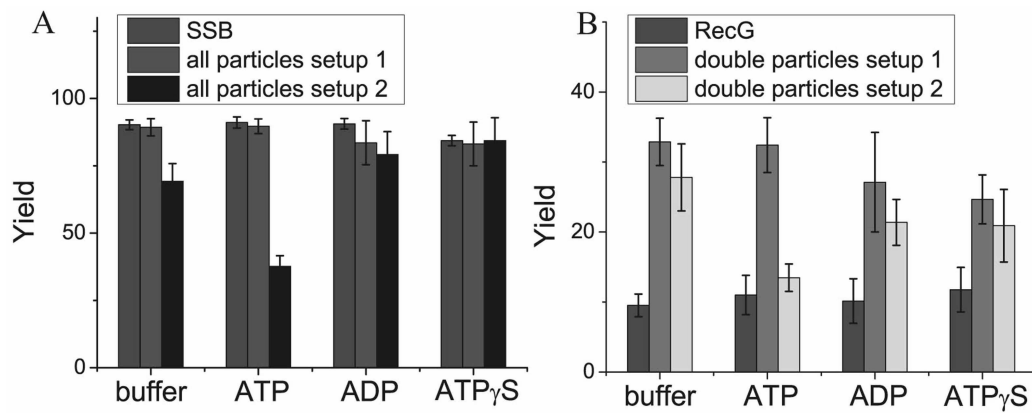 A
SSB
all particles setup 1
all particles setup 2
Yield
100
50
0
buffer ATP ADP ATPγS
B
RecG
double particles setup 1
double particles setup 2
Yield
40
20
0
buffer ATP ADP ATPγS